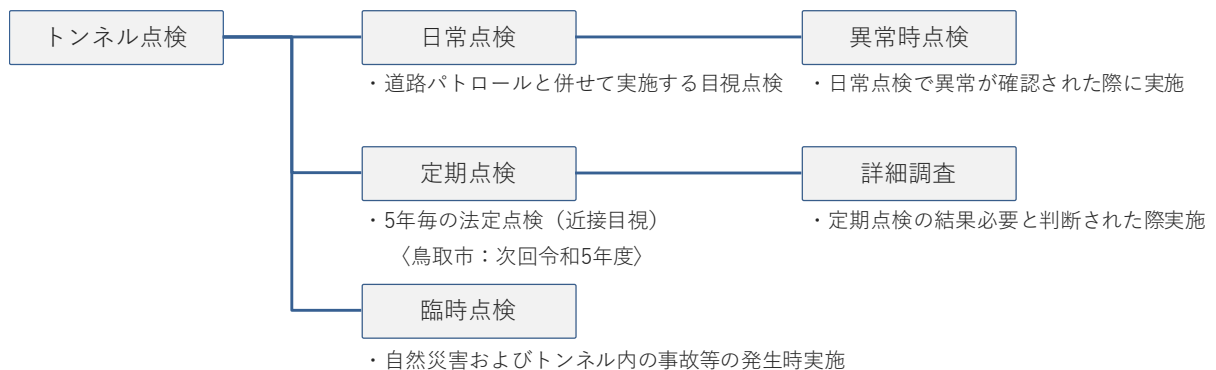 トンネル点検
日常点検
異常時点検
・道路パトロールと併せて実施する目視点検
・日常点検で異常が確認された際に実施
定期点検
詳細調査
・5年毎の法定点検（近接目視）
〈鳥取市：次回令和5年度〉
・定期点検の結果必要と判断された際実施
臨時点検
・自然災害およびトンネル内の事故等の発生時実施